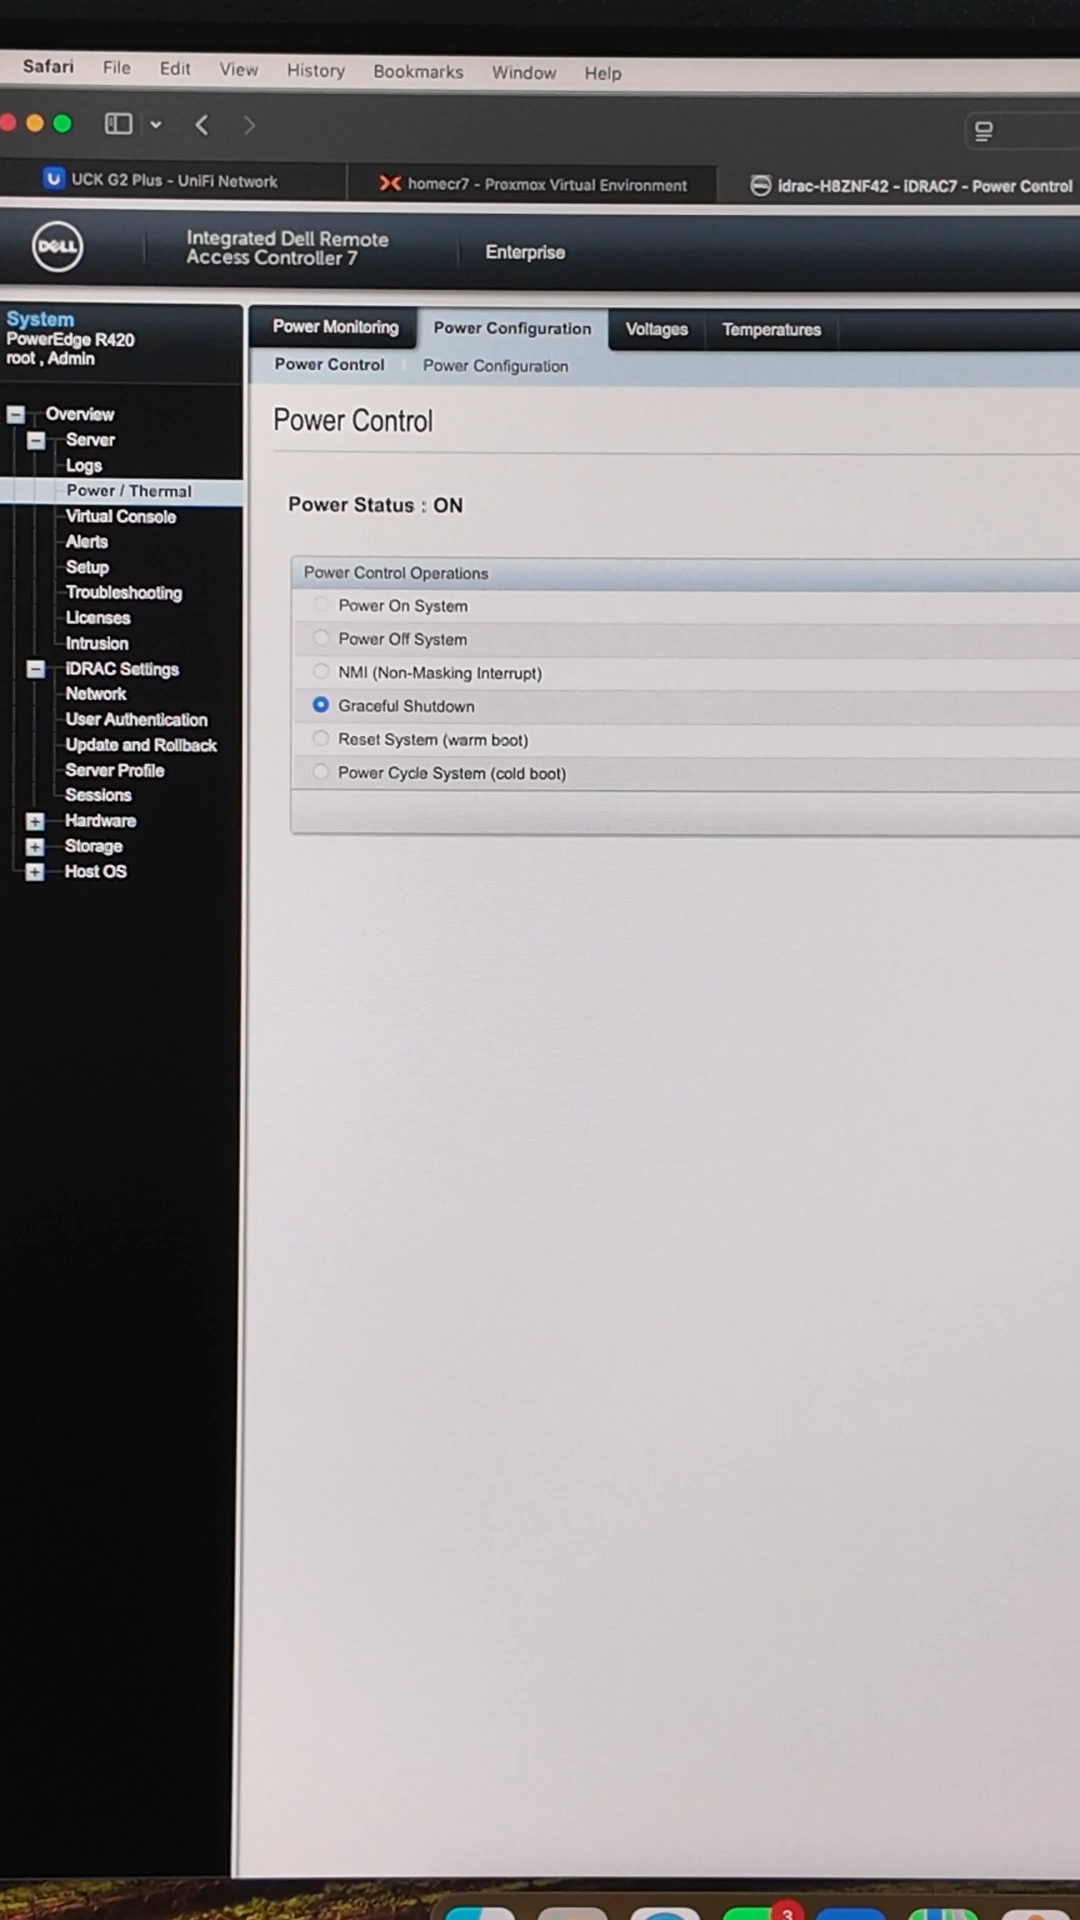 Safari File Edit View History Bookmarks Window Help
UCK G2 Plus - UniFi Network
homecr7 - Proxmox Virtual Environment
idrac-H8ZNF42 - iDRAC7 - Power Control
DELL
Integrated Dell Remote
Access Controller 7
Enterprise
System
PowerEdge R420
root , Admin
Overview
Server
Logs
Power / Thermal
Virtual Console
Alerts
Setup
Troubleshooting
Licenses
Intrusion
iDRAC Settings
Network
User Authentication
Update and Rollback
Server Profile
Sessions
Hardware
Storage
Host OS
Power Monitoring Power Configuration Voltages Temperatures
Power Control Power Configuration
Power Control
Power Status : ON
Power Control Operations
Power On System
Power Off System
NMI (Non-Masking Interrupt)
Graceful Shutdown
Reset System (warm boot)
Power Cycle System (cold boot)
3